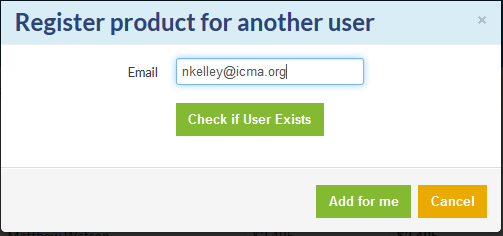 Register product for another user
×
Email
nkelley@icma.org
Check if User Exists
Add for me
Cancel